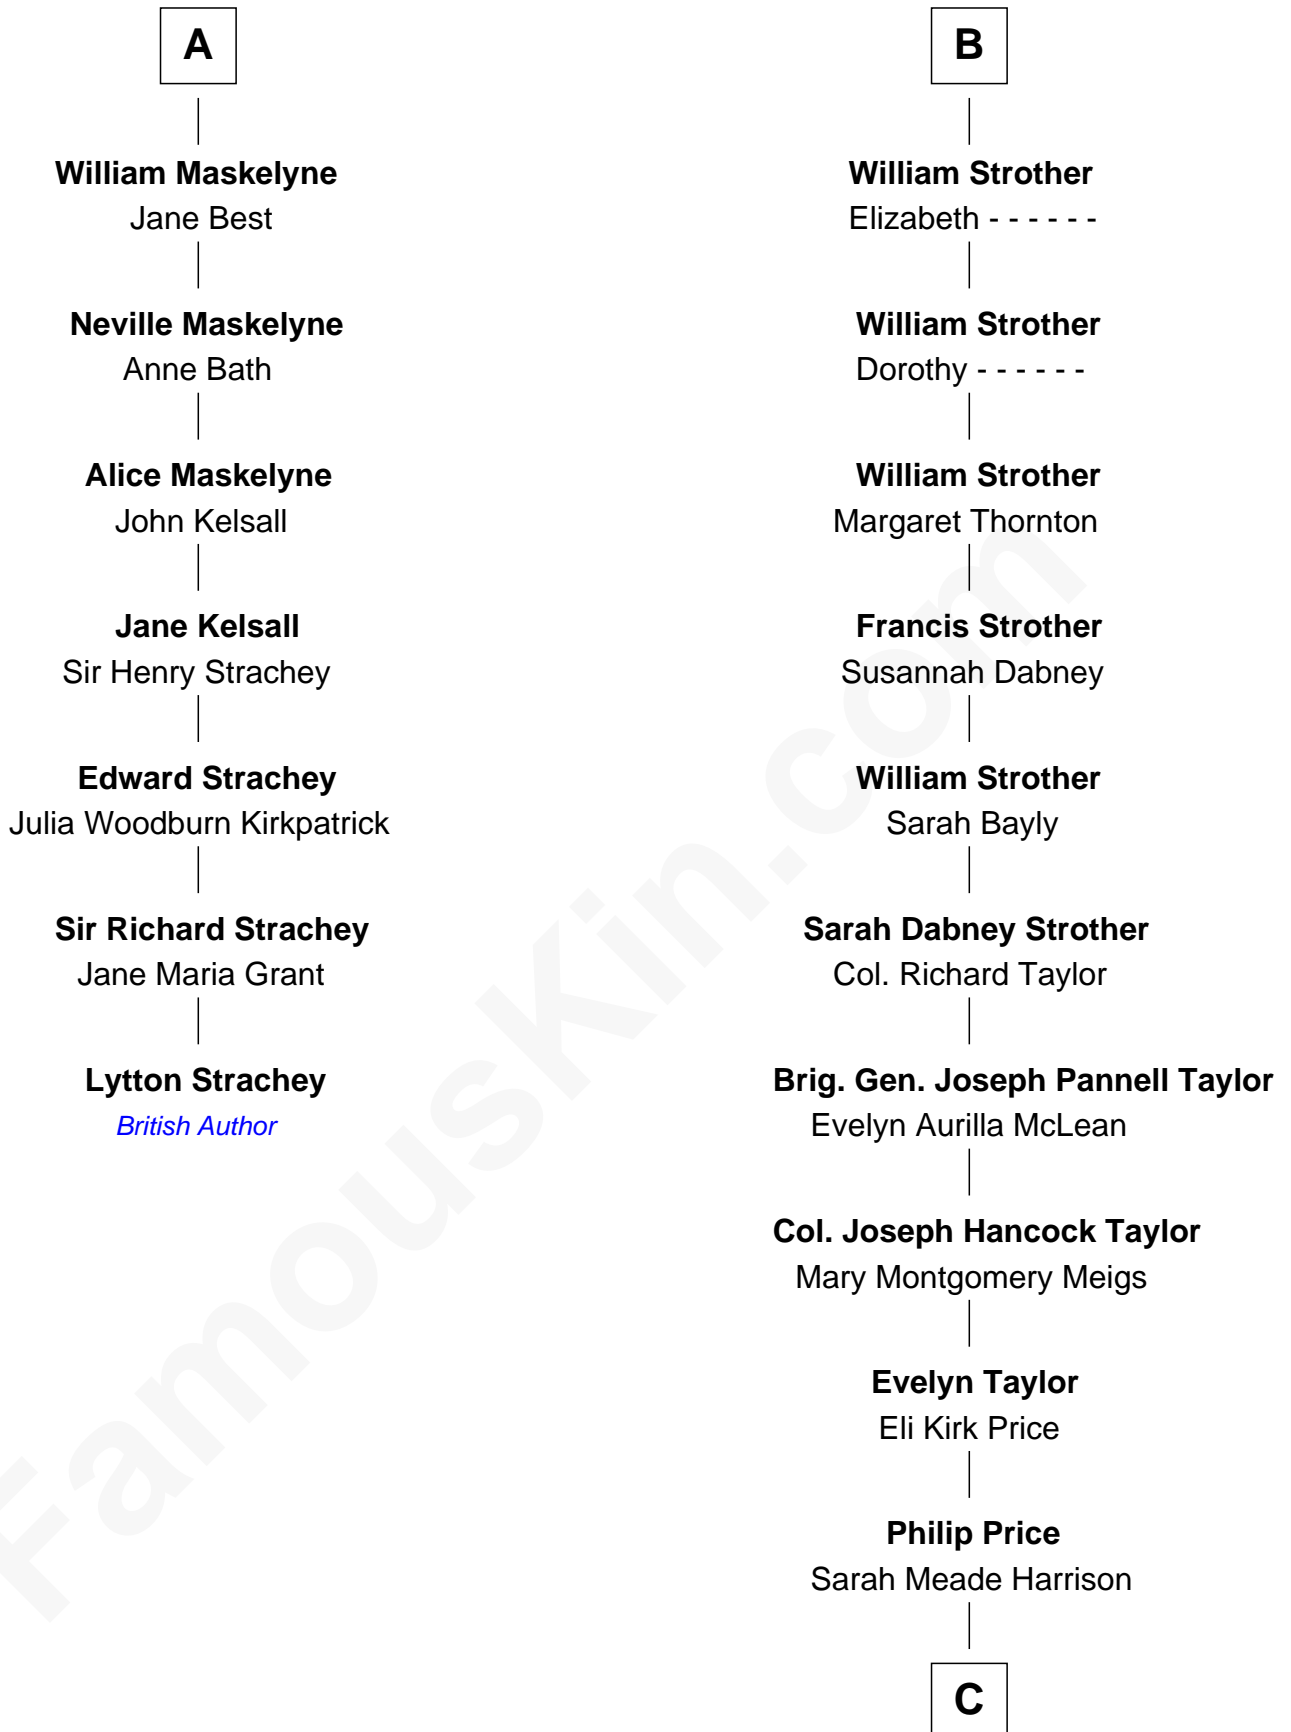 A
William Maskelyne
Jane Best
Neville Maskelyne
Anne Bath
Alice Maskelyne
John Kelsall
Jane Kelsall
Sir Henry Strachey
Edward Strachey
Julia Woodburn Kirkpatrick
Sir Richard Strachey
Jane Maria Grant
Lytton Strachey
British Author
B
William Strother
Elizabeth - - - - - -
William Strother
Dorothy - - - - - -
William Strother
Margaret Thornton
Francis Strother
Susannah Dabney
William Strother
Sarah Bayly
Sarah Dabney Strother
Col. Richard Taylor
Brig. Gen. Joseph Pannell Taylor
Evelyn Aurilla McLean
Col. Joseph Hancock Taylor
Mary Montgomery Meigs
Evelyn Taylor
Eli Kirk Price
Philip Price
Sarah Meade Harrison
C
FamousKin.com